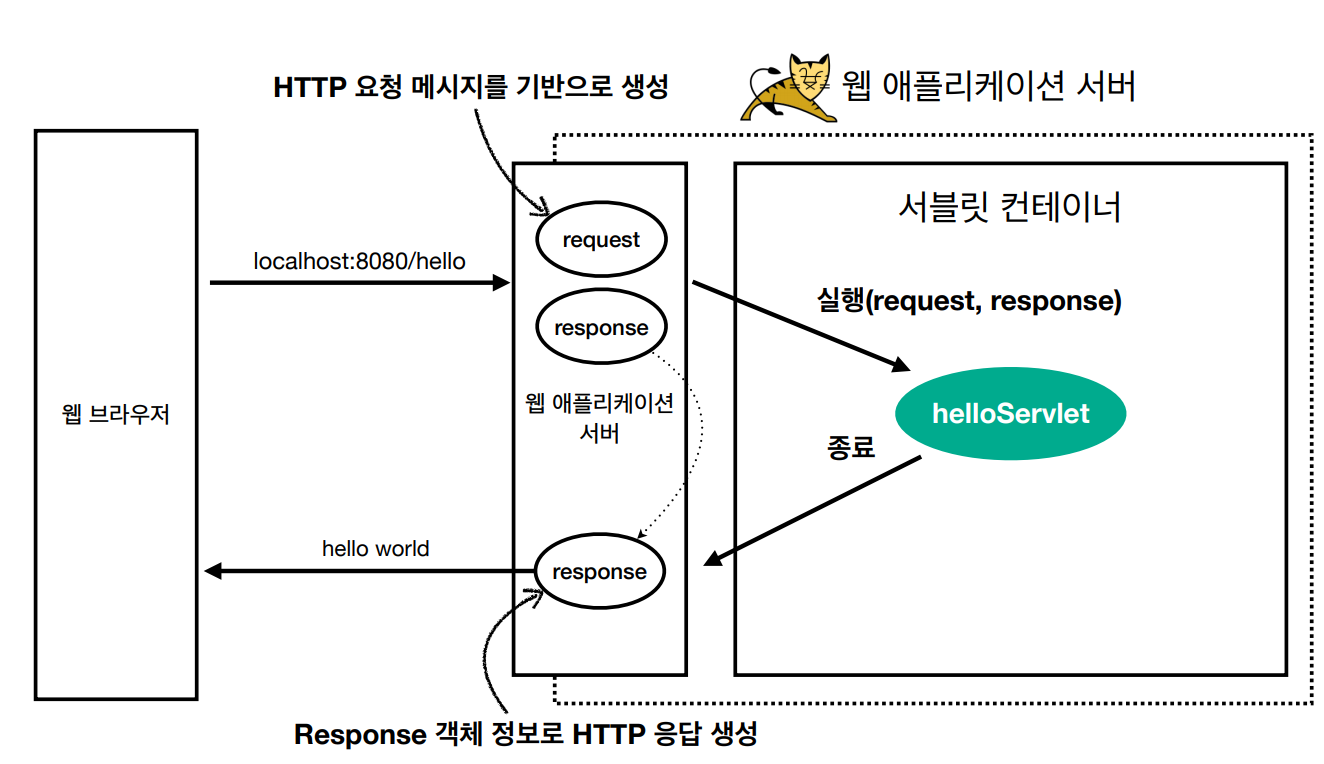 HTTP 요청 메시지를 기반으로 생성
웹 애플리케이션 서버
서블릿 컨테이너
request
localhost:8080/hello
실행(request, response)
response
웹 브라우저
웹 애플리케이션
서버
helloServlet
종료
hello world
response
Response 객체 정보로 HTTP 응답 생성